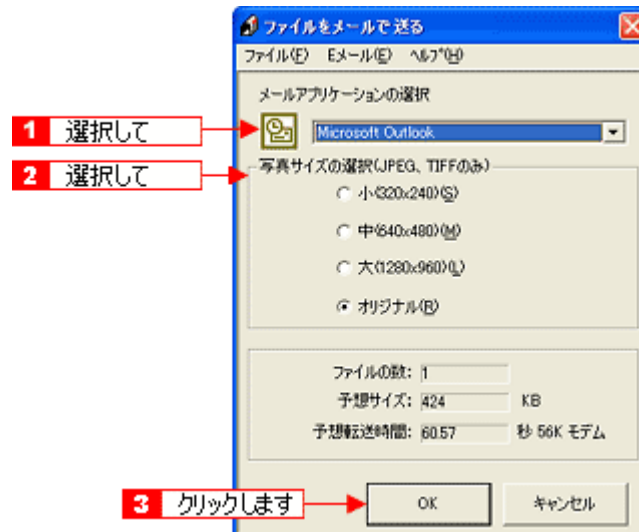 ファイルをメールで送る
ファイル(F) Eメール(E) ヘルプ(H)
メールアプリケーションの選択
1 選択して
Microsoft Outlook
2 選択して
写真サイズの選択(JPEG、TIFFのみ)
小(320x240)(S)
中(640x480)(M)
大(1280x960)(L)
オリジナル(R)
ファイルの数: 1
予想サイズ: 424 KB
予想転送時間: 60.57 秒 56K モデム
3 クリックします
OK キャンセル